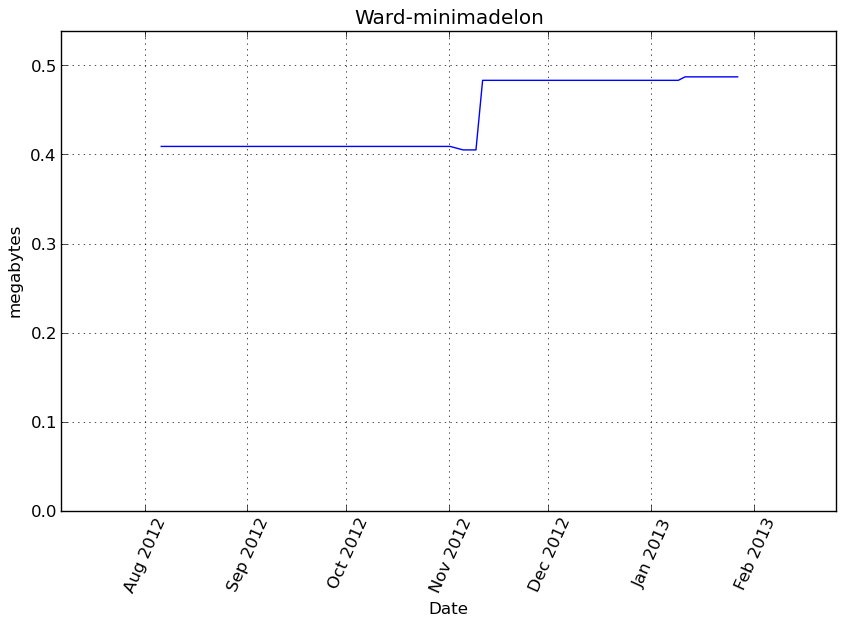 Ward-minimadelon
0.5
0.4
0.3
0.2
0.1
0.0
megabytes
Aug 2012
Sep 2012
Oct 2012
Nov 2012
Dec 2012
Jan 2013
Feb 2013
Date